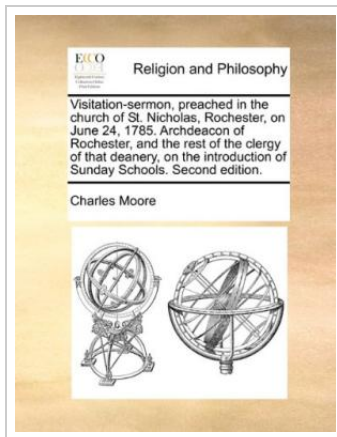 ECCO
Religion and Philosophy
Visitation-sermon, preached in the
church of St. Nicholas, Rochester, on
June 24, 1785. Archdeacon of
Rochester, and the rest of the clergy
of that deanery, on the introduction of
Sunday Schools. Second edition.
Charles Moore